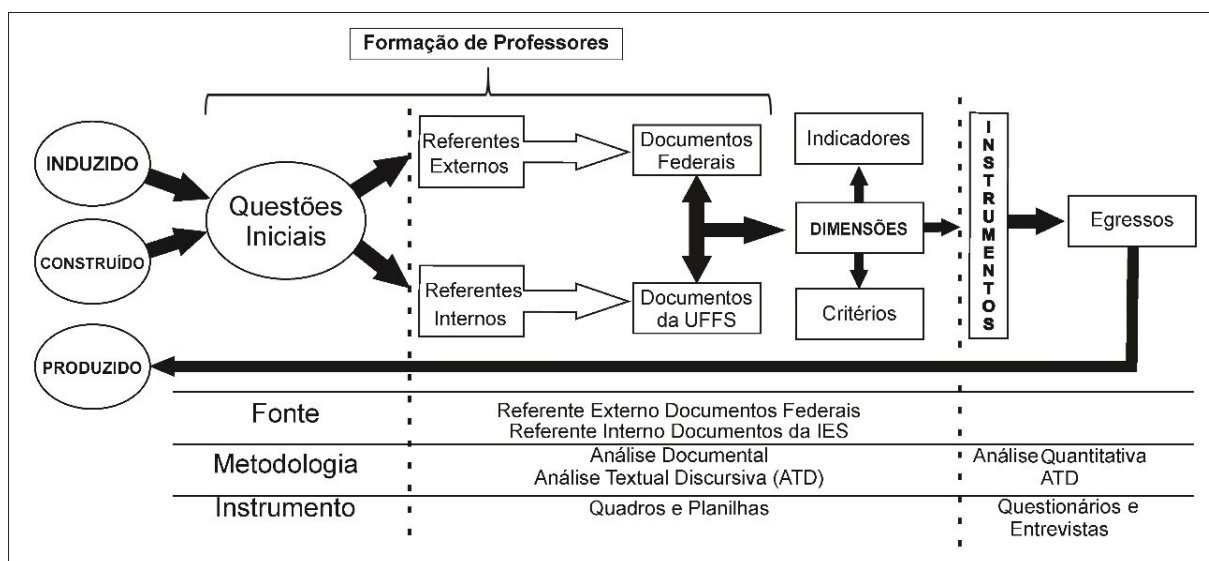 Formação de Professores
INDUZIDO
CONSTRUÍDO
PRODUZIDO
Questões
Iniciais
Referentes
Externos
Referentes
Internos
Documentos
Federais
Documentos
da UFFS
Indicadores
DIMENSÕES
Critérios
INSTRUMENTOS
Egressos
Fonte
Referente Externo Documentos Federais
Referente Interno Documentos da IES
Metodologia
Análise Documental
Análise Textual Discursiva (ATD)
Análise Quantitativa
ATD
Instrumento
Quadros e Planilhas
Questionários e
Entrevistas